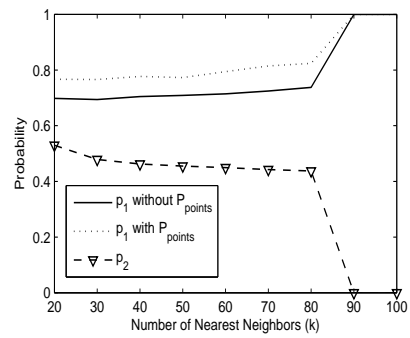 1
0.8
0.6
0.4
0.2
0
Probability
p1 without Ppoints
p1 with Ppoints
p2
20 30 40 50 60 70 80 90 100
Number of Nearest Neighbors (k)